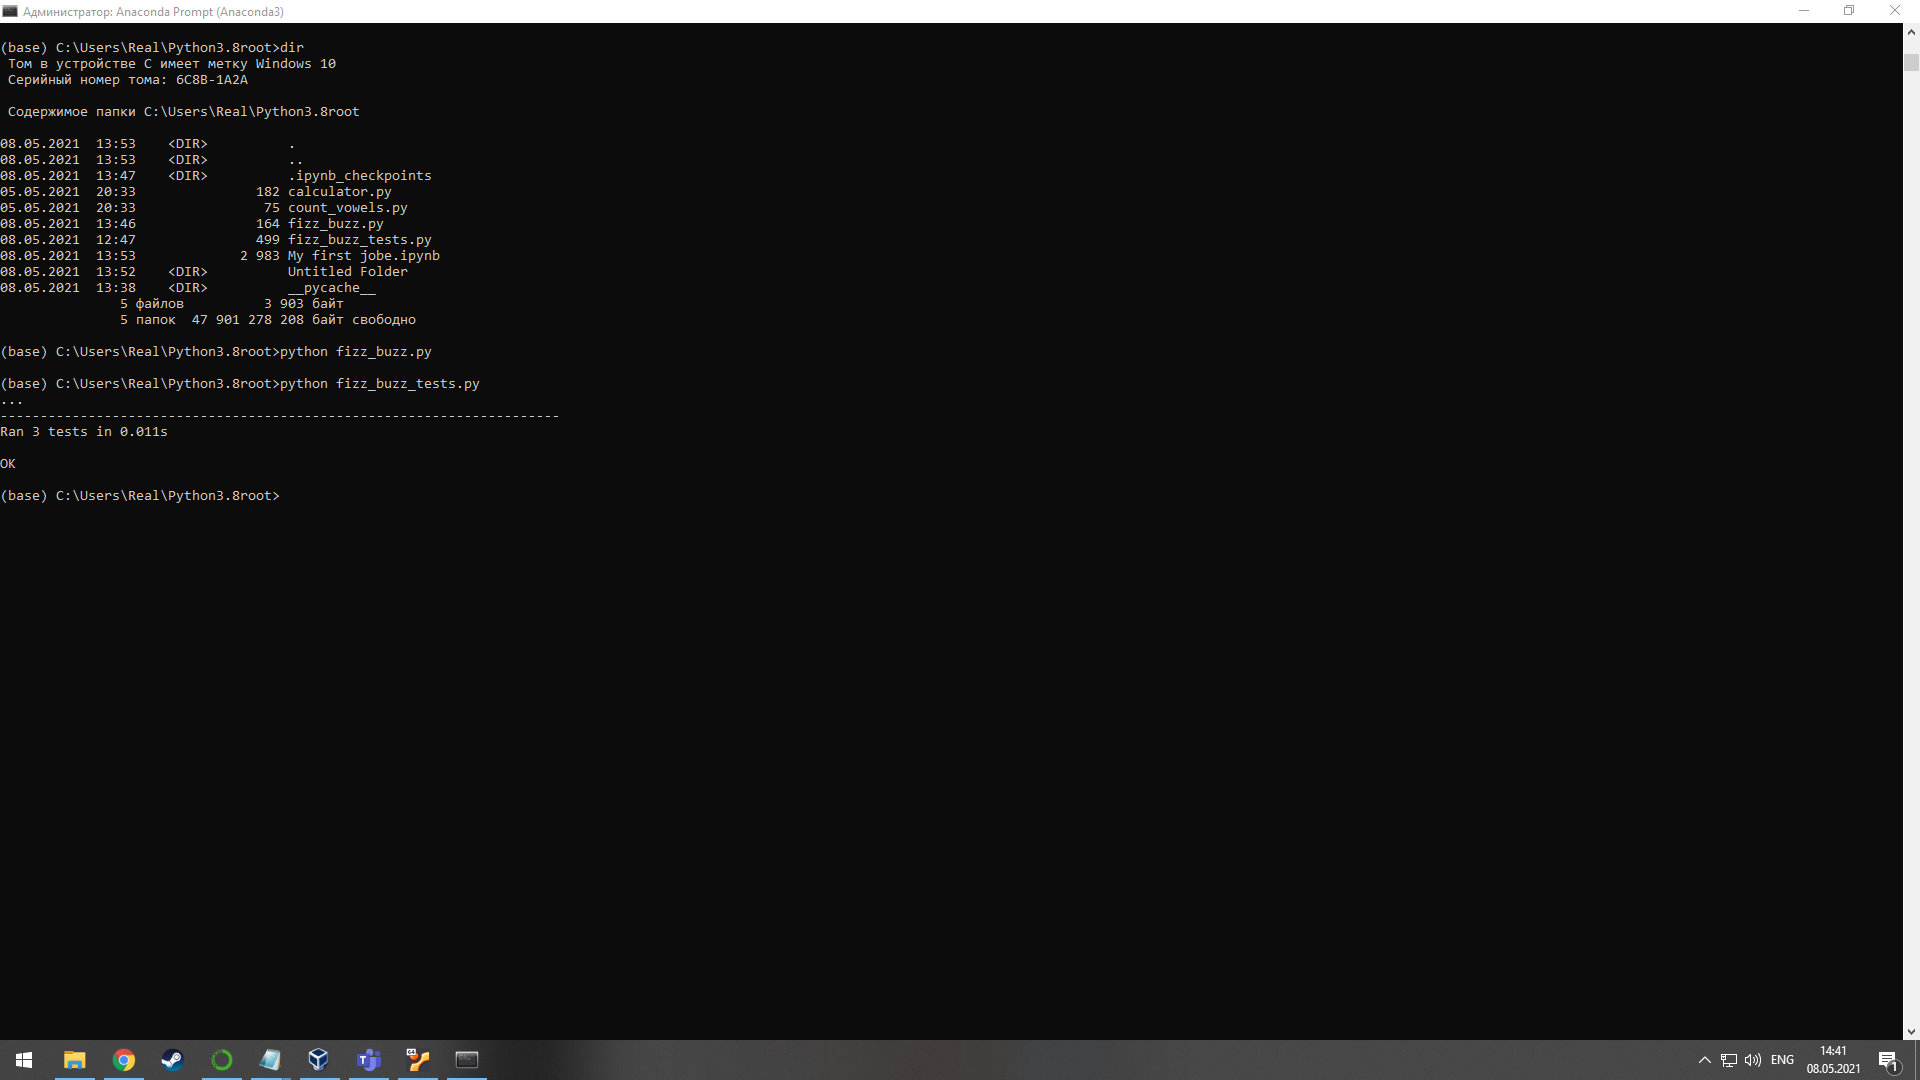 Администратор: Anaconda Prompt (Anaconda3)
(base) C:\Users\Real\Python3.8root>dir
Том в устройстве C имеет метку Windows 10
Серийный номер тома: 6C8B-1A2A
Содержимое папки C:\Users\Real\Python3.8root
08.05.2021  13:53    <DIR>          .
08.05.2021  13:53    <DIR>          ..
08.05.2021  13:47    <DIR>          .ipynb_checkpoints
05.05.2021  20:33               182 calculator.py
05.05.2021  20:33                75 count_vowels.py
08.05.2021  13:46               164 fizz_buzz.py
08.05.2021  12:47               499 fizz_buzz_tests.py
08.05.2021  13:53             2 983 My first jobe.ipynb
08.05.2021  13:52    <DIR>          Untitled Folder
08.05.2021  13:38    <DIR>          __pycache__
5 файлов          3 903 байт
5 папок  47 901 278 208 байт свободно
(base) C:\Users\Real\Python3.8root>python fizz_buzz.py
(base) C:\Users\Real\Python3.8root>python fizz_buzz_tests.py
...
----------------------------------------------------------------------
Ran 3 tests in 0.011s
OK
(base) C:\Users\Real\Python3.8root>
64
ENG
14:41
08.05.2021
1